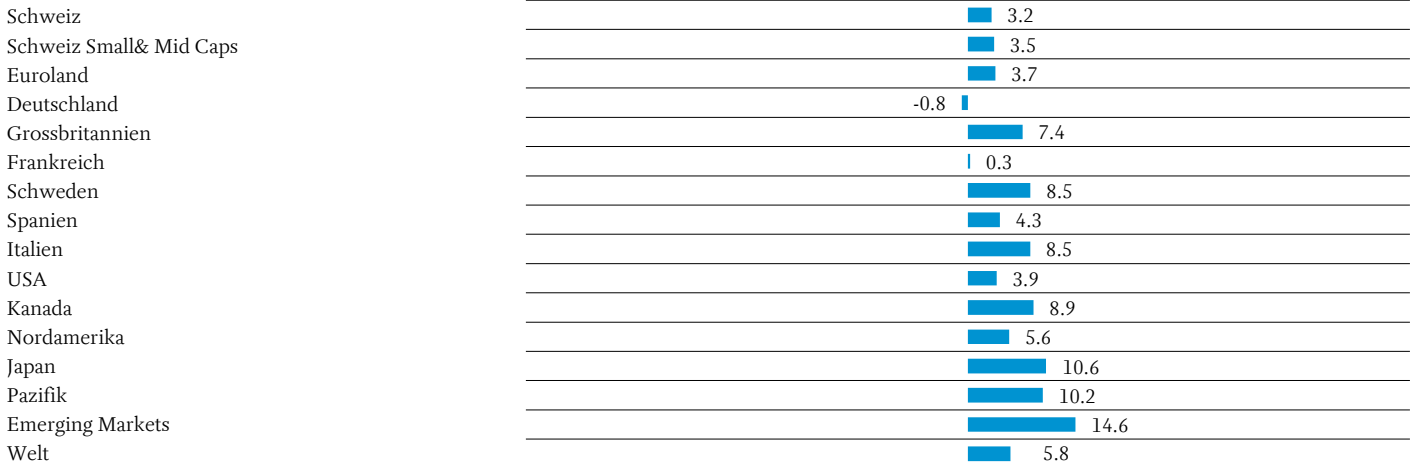 Schweiz 3.2
Schweiz Small& Mid Caps 3.5
Euroland 3.7
Deutschland -0.8
Grossbritannien 7.4
Frankreich 0.3
Schweden 8.5
Spanien 4.3
Italien 8.5
USA 3.9
Kanada 8.9
Nordamerika 5.6
Japan 10.6
Pazifik 10.2
Emerging Markets 14.6
Welt 5.8